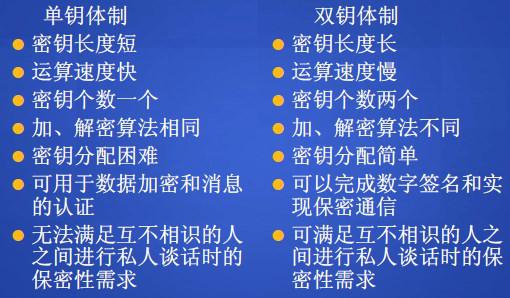 单钥体制
密钥长度短
运算速度快
密钥个数一个
加、解密算法相同
密钥分配困难
可用于数据加密和消息
的认证
无法满足互不相识的人
之间进行私人谈话时的
保密性需求
双钥体制
密钥长度长
运算速度慢
密钥个数两个
加、解密算法不同
密钥分配简单
可以完成数字签名和实
现保密通信
可满足互不相识的人之
间进行私人谈话时的保
密性需求